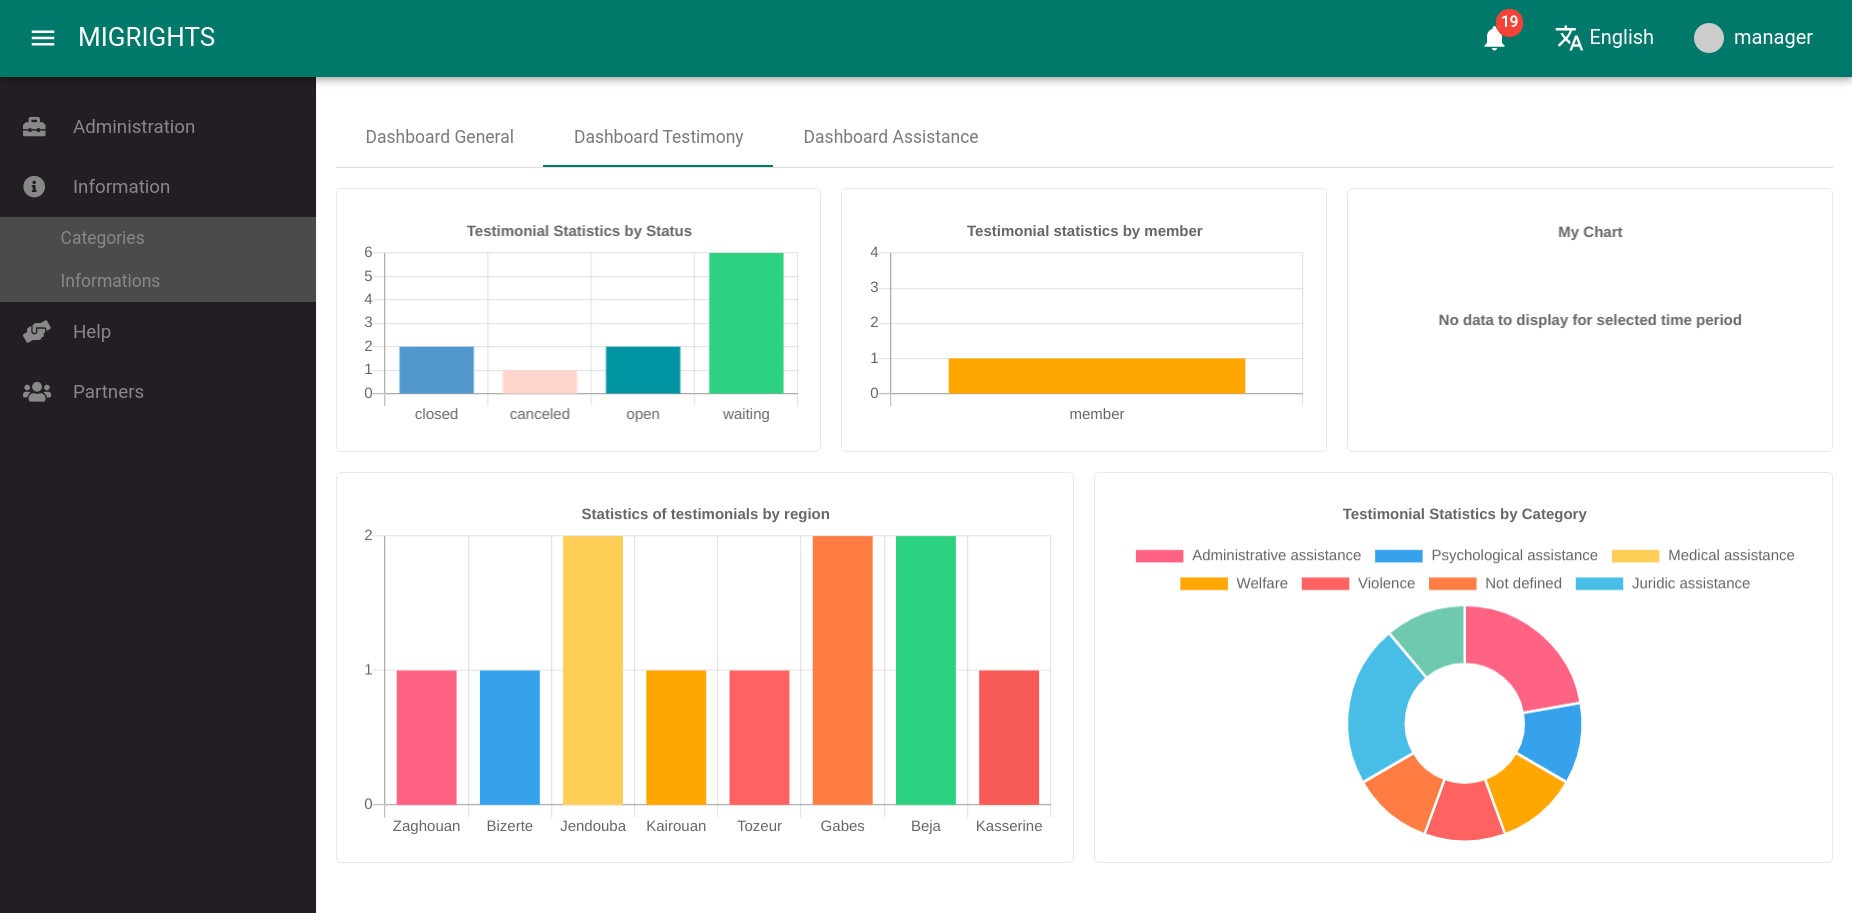 MIGRIGHTS
19
English
manager
Administration
Information
Categories
Informations
Help
Partners
Dashboard General
Dashboard Testimony
Dashboard Assistance
Testimonial Statistics by Status
6
5
4
3
2
1
0
closed
canceled
open
waiting
Testimonial statistics by member
4
3
2
1
0
member
My Chart
No data to display for selected time period
Statistics of testimonials by region
2
1
0
Zaghouan
Bizerte
Jendouba
Kairouan
Tozeur
Gabes
Beja
Kasserine
Testimonial Statistics by Category
Administrative assistance
Psychological assistance
Medical assistance
Welfare
Violence
Not defined
Juridic assistance